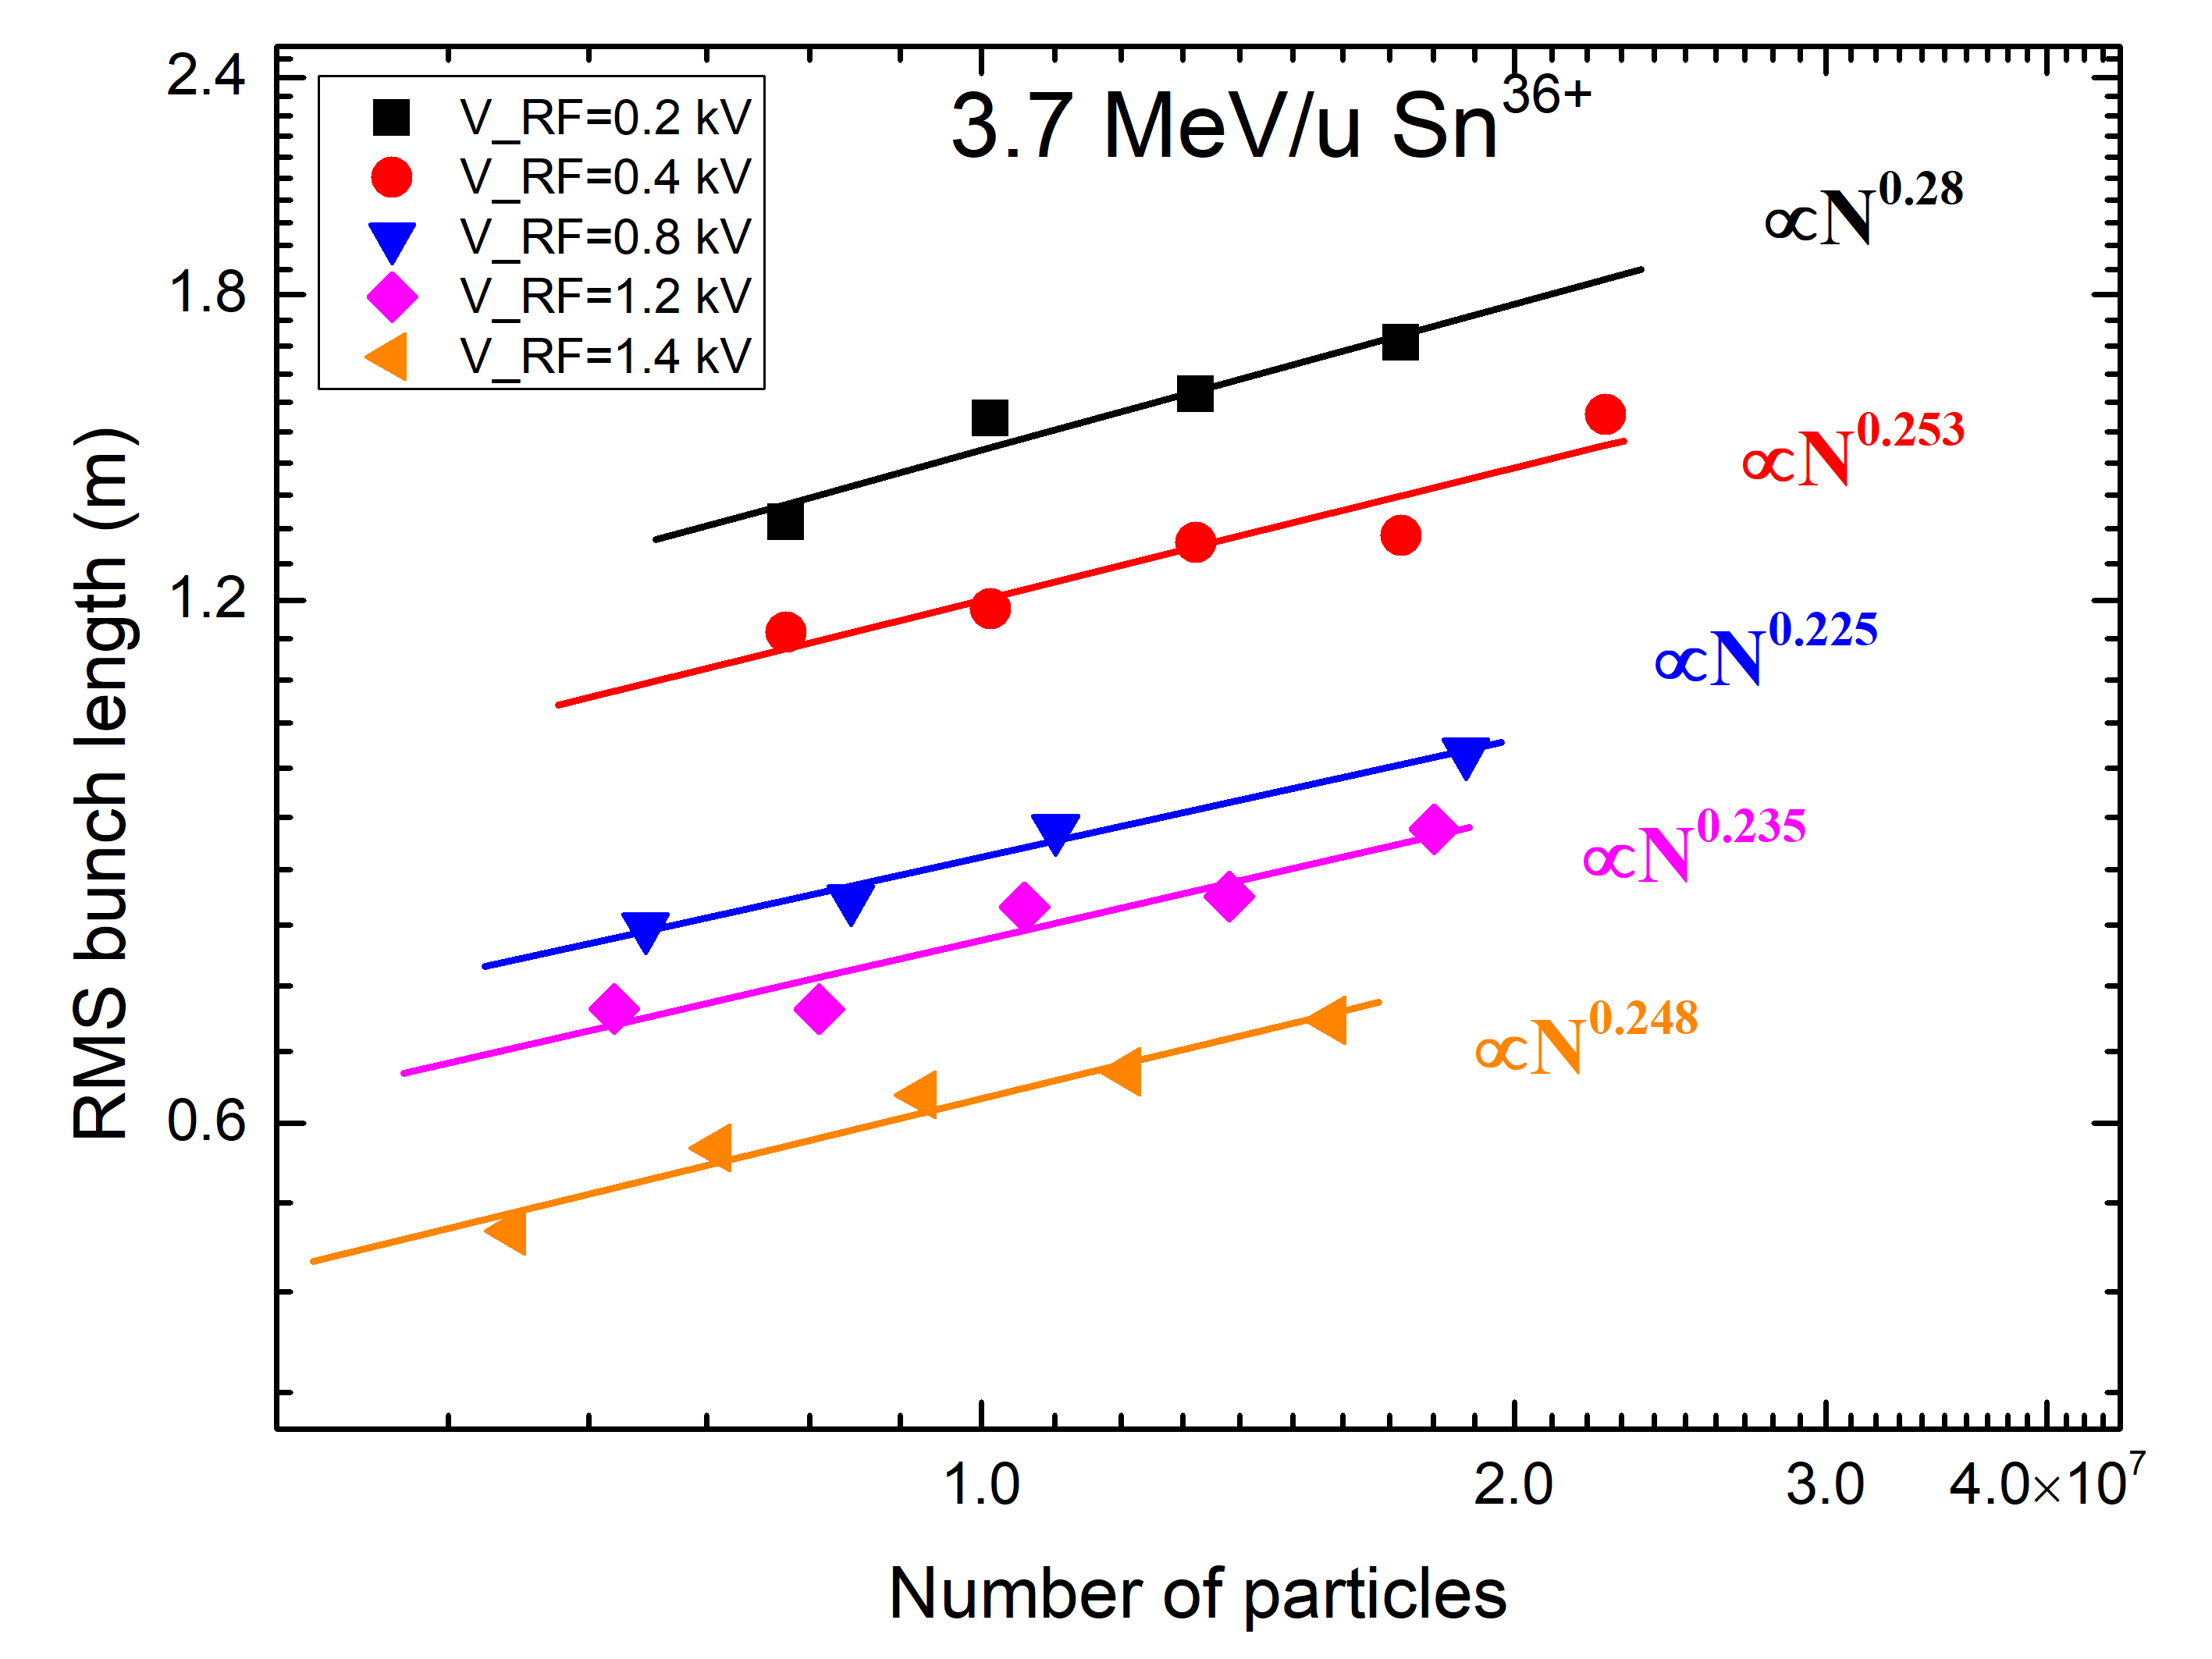 2.4
1.8
1.2
0.6
RMS bunch length (m)
V_RF=0.2 kV
V_RF=0.4 kV
V_RF=0.8 kV
V_RF=1.2 kV
V_RF=1.4 kV
3.7 MeV/u Sn³⁶⁺
∝N⁰·²⁸
∝N⁰·²⁵³
∝N⁰·²²⁵
∝N⁰·²³⁵
∝N⁰·²⁴⁸
1.0 2.0 3.0 4.0×10⁷
Number of particles